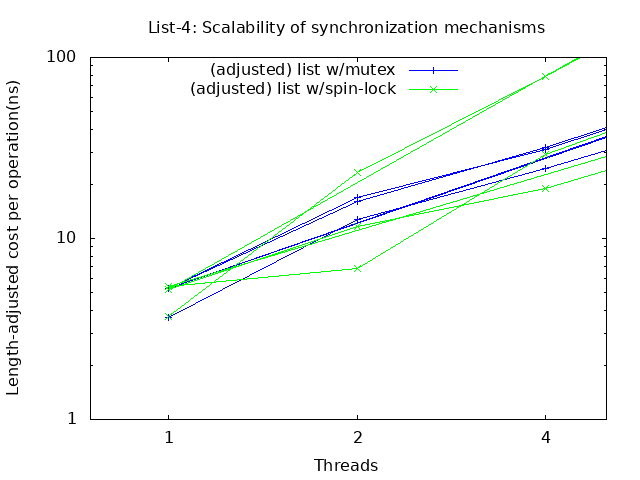 List-4: Scalability of synchronization mechanisms
100
(adjusted) list w/mutex
(adjusted) list w/spin-lock
10
1
Length-adjusted cost per operation(ns)
1 2 4
Threads